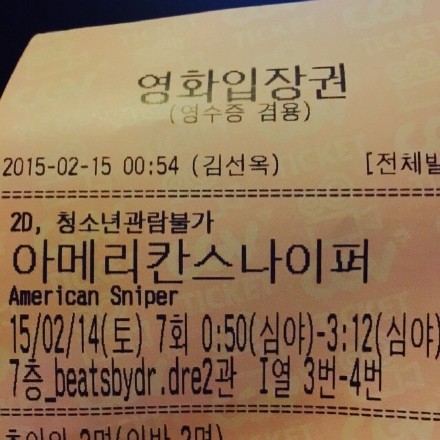 영화입장권
(영수증 겸용)
2015-02-15 00:54 (김선옥) [전체발
2D, 청소년관람불가
아메리칸스나이퍼
American Sniper
15/02/14(토) 7회 0:50(심야)-3:12(심야)
7층_beatsbydr.dre2관 I열 3번-4번